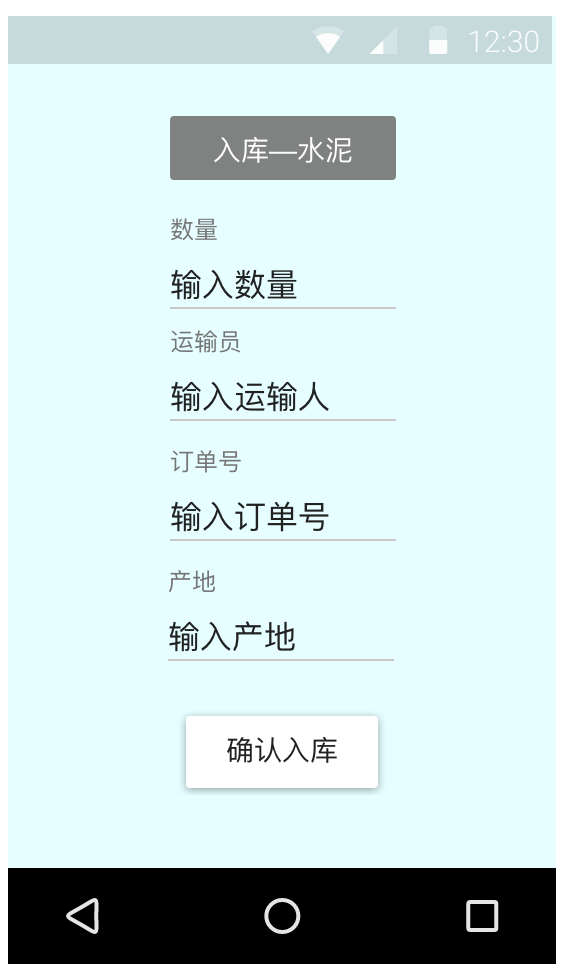 12:30
入库—水泥
数量
输入数量
运输员
输入运输人
订单号
输入订单号
产地
输入产地
确认入库